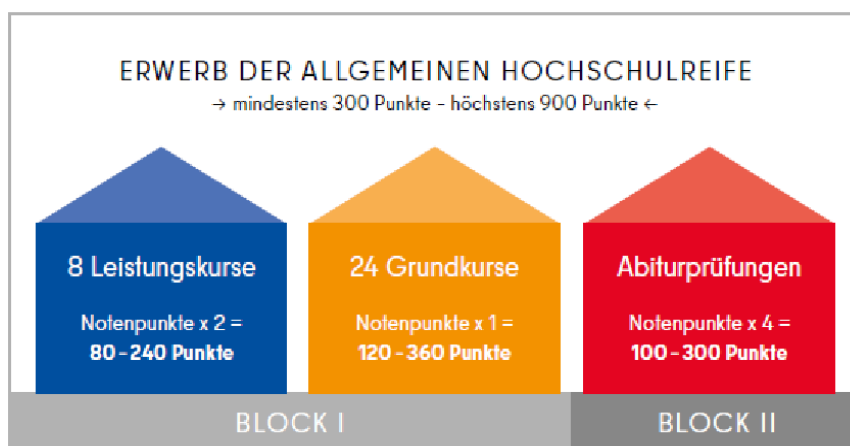 ERWERB DER ALLGEMEINEN HOCHSCHULREIFE
→ mindestens 300 Punkte - höchstens 900 Punkte ←
8 Leistungskurse
Notenpunkte x 2 =
80-240 Punkte
24 Grundkurse
Notenpunkte x 1 =
120-360 Punkte
Abiturprüfungen
Notenpunkte x 4 =
100-300 Punkte
BLOCK I
BLOCK II